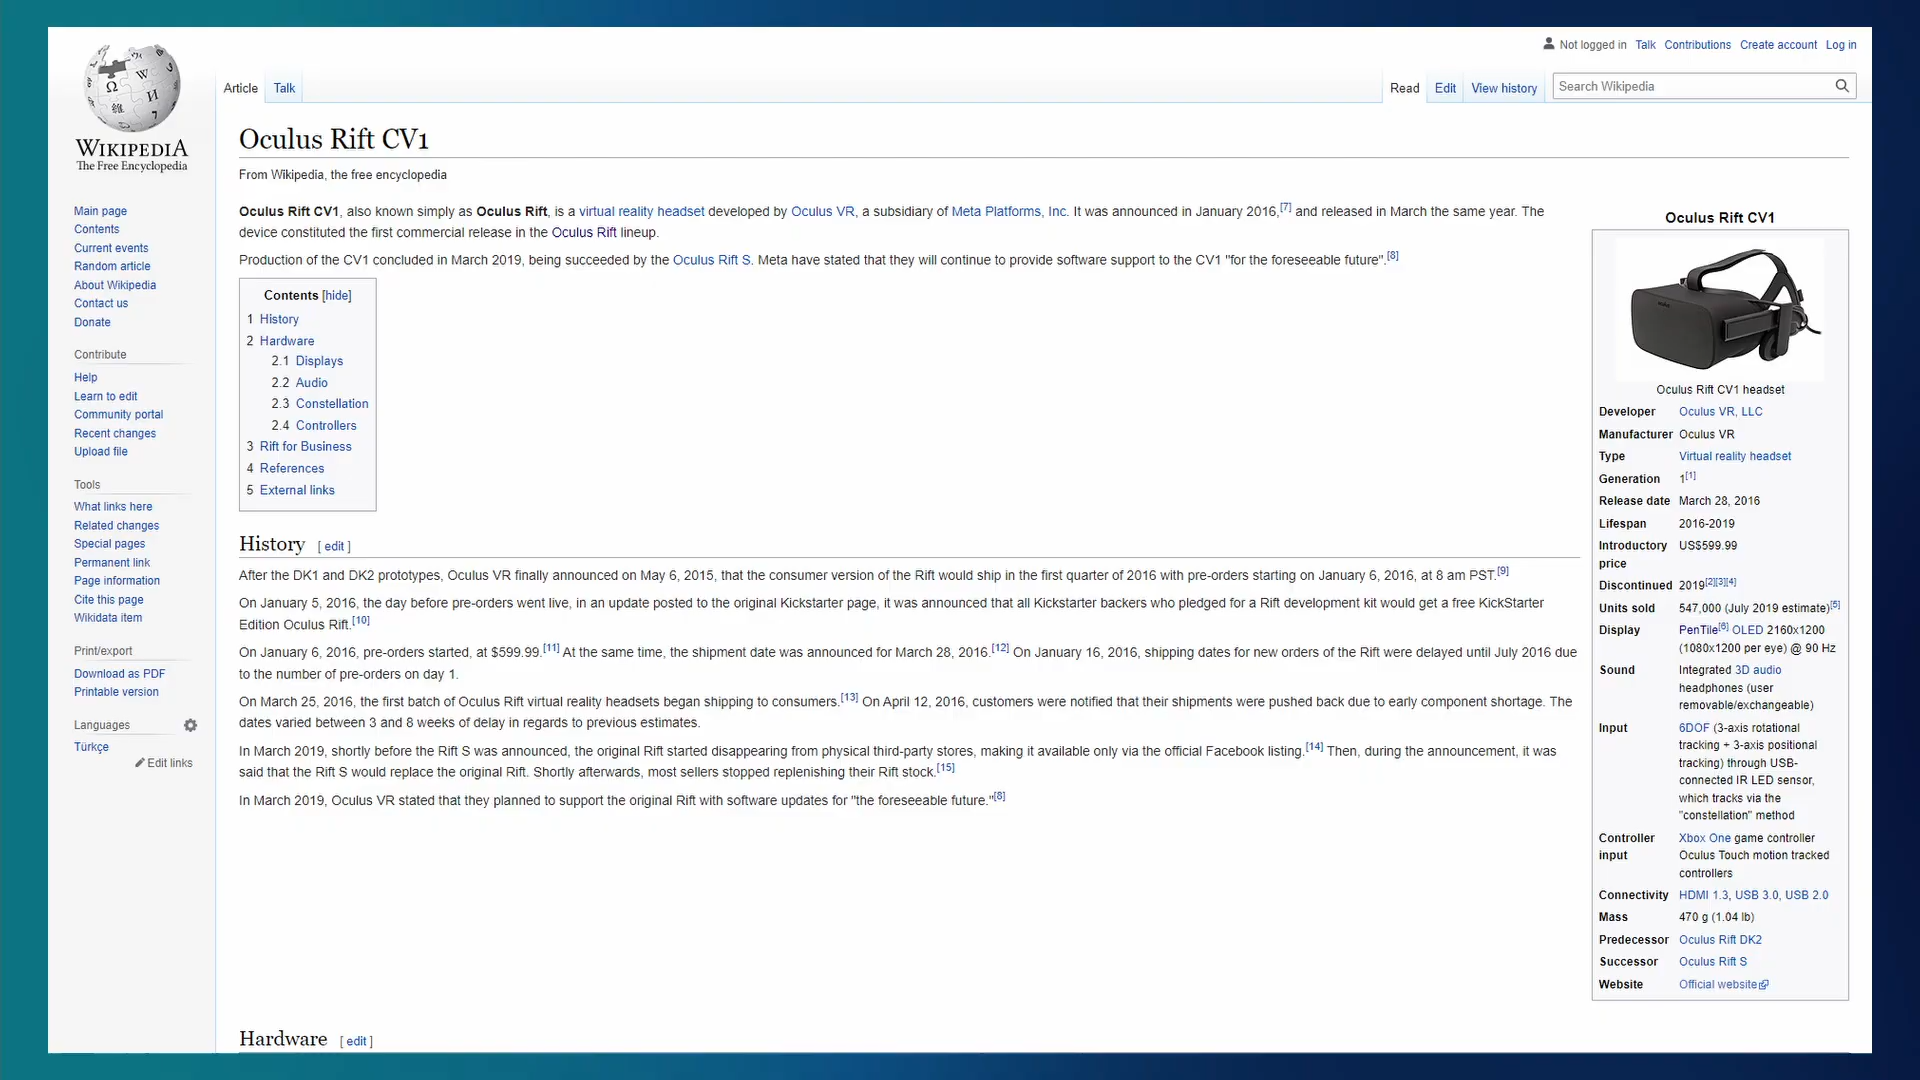 Not logged in Talk Contributions Create account Log in
Article Talk Read Edit View history Search Wikipedia
WIKIPEDIA
The Free Encyclopedia
Main page
Contents
Current events
Random article
About Wikipedia
Contact us
Donate
Contribute
Help
Learn to edit
Community portal
Recent changes
Upload file
Tools
What links here
Related changes
Special pages
Permanent link
Page information
Cite this page
Wikidata item
Print/export
Download as PDF
Printable version
Languages
Türkçe
Edit links
Oculus Rift CV1
From Wikipedia, the free encyclopedia
Oculus Rift CV1, also known simply as Oculus Rift, is a virtual reality headset developed by Oculus VR, a subsidiary of Meta Platforms, Inc. It was announced in January 2016,[7] and released in March the same year. The
device constituted the first commercial release in the Oculus Rift lineup.
Production of the CV1 concluded in March 2019, being succeeded by the Oculus Rift S. Meta have stated that they will continue to provide software support to the CV1 "for the foreseeable future".[8]
Contents [hide]
1 History
2 Hardware
2.1 Displays
2.2 Audio
2.3 Constellation
2.4 Controllers
3 Rift for Business
4 References
5 External links
History [ edit ]
After the DK1 and DK2 prototypes, Oculus VR finally announced on May 6, 2015, that the consumer version of the Rift would ship in the first quarter of 2016 with pre-orders starting on January 6, 2016, at 8 am PST.[9]
On January 5, 2016, the day before pre-orders went live, in an update posted to the original Kickstarter page, it was announced that all Kickstarter backers who pledged for a Rift development kit would get a free KickStarter
Edition Oculus Rift.[10]
On January 6, 2016, pre-orders started, at $599.99.[11] At the same time, the shipment date was announced for March 28, 2016.[12] On January 16, 2016, shipping dates for new orders of the Rift were delayed until July 2016 due
to the number of pre-orders on day 1.
On March 25, 2016, the first batch of Oculus Rift virtual reality headsets began shipping to consumers.[13] On April 12, 2016, customers were notified that their shipments were pushed back due to early component shortage. The
dates varied between 3 and 8 weeks of delay in regards to previous estimates.
In March 2019, shortly before the Rift S was announced, the original Rift started disappearing from physical third-party stores, making it available only via the official Facebook listing.[14] Then, during the announcement, it was
said that the Rift S would replace the original Rift. Shortly afterwards, most sellers stopped replenishing their Rift stock.[15]
In March 2019, Oculus VR stated that they planned to support the original Rift with software updates for "the foreseeable future."[8]
Hardware [ edit ]
Oculus Rift CV1
Oculus Rift CV1 headset
Developer Oculus VR, LLC
Manufacturer Oculus VR
Type Virtual reality headset
Generation 1[1]
Release date March 28, 2016
Lifespan 2016-2019
Introductory US$599.99
price
Discontinued 2019[2][3][4]
Units sold 547,000 (July 2019 estimate)[5]
Display PenTile[6] OLED 2160x1200
(1080x1200 per eye) @ 90 Hz
Sound Integrated 3D audio
headphones (user
removable/exchangeable)
Input 6DOF (3-axis rotational
tracking + 3-axis positional
tracking) through USB-
connected IR LED sensor,
which tracks via the
"constellation" method
Controller Xbox One game controller
input Oculus Touch motion tracked
controllers
Connectivity HDMI 1.3, USB 3.0, USB 2.0
Mass 470 g (1.04 lb)
Predecessor Oculus Rift DK2
Successor Oculus Rift S
Website Official website